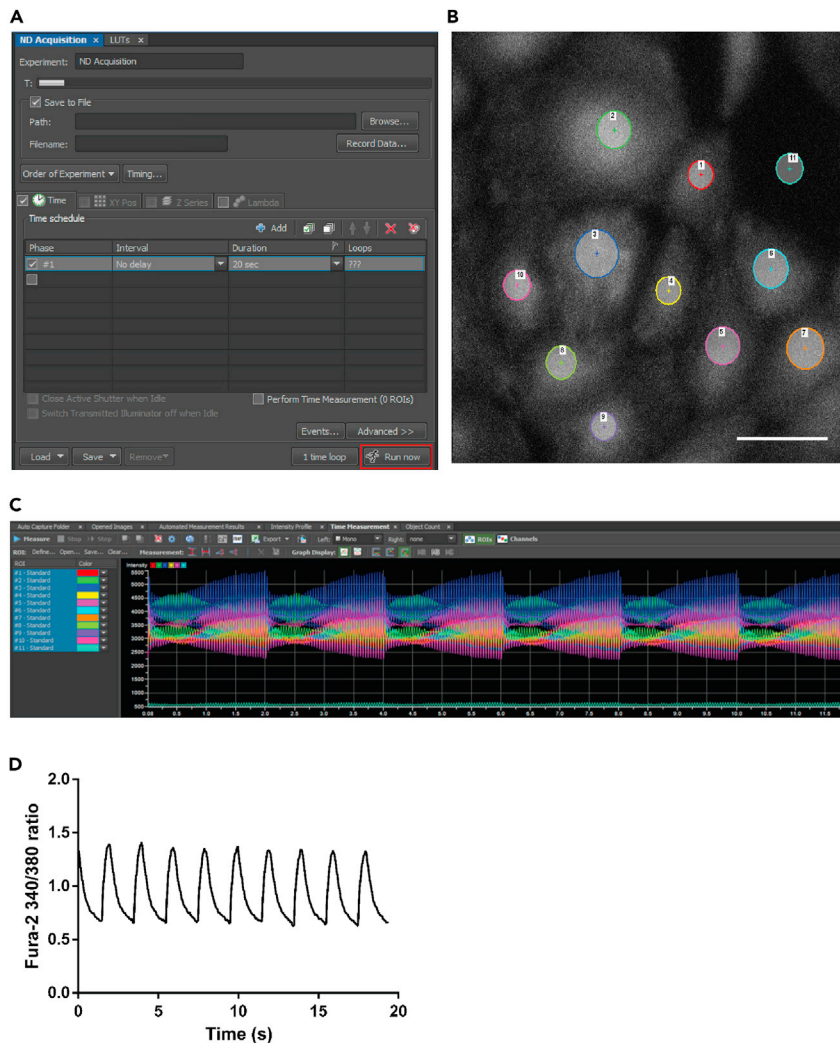 A
ND Acquisition × LUTs ×
Experiment: ND Acquisition
T:
Save to File
Path: Browse...
Filename: Record Data...
Order of Experiment Timing...
Time XY Pos Z Series Lambda
Time schedule
Add
Phase Interval Duration Loops
#1 No delay 20 sec ???
Close Active Shutter when Idle
Perform Time Measurement (0 ROIs)
Switch Transmitted Illuminator off when Idle
Events... Advanced >>
Load Save Remove 1 time loop Run now
B
2
1
11
3
10
4
5
7
9
C
Auto Capture Folder × Opened Images × Automated Measurement Results × Intensity Profile × Time Measurement × Object Count ×
Measure Stop Stop Export Left: Mono Right: none ROIs Channels
ROI: Define... Open... Save... Clear... Measurement: Graph Display:
ROI Color
#1 - Standard
#2 - Standard
#3 - Standard
#4 - Standard
#5 - Standard
#6 - Standard
#7 - Standard
#8 - Standard
#9 - Standard
#10 - Standard
#11 - Standard
Intensity
5500
5000
4500
4000
3500
3000
2500
2000
1500
1000
500
0.5 1.0 1.5 2.0 2.5 3.0 3.5 4.0 4.5 5.0 5.5 6.0 6.5 7.0 7.5 8.0 8.5 9.0 9.5 10.0 10.5 11.0 11.5
D
Fura-2 340/380 ratio
2.0
1.5
1.0
0.5
0.0
0 5 10 15 20
Time (s)